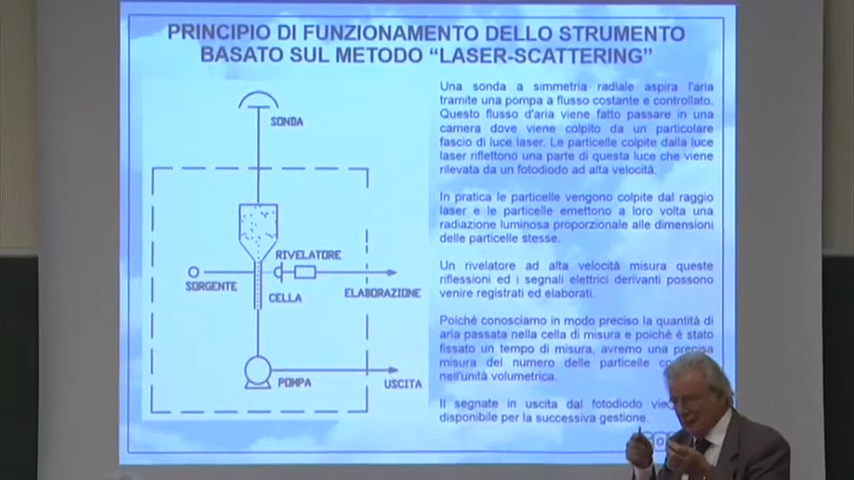 PRINCIPIO DI FUNZIONAMENTO DELLO STRUMENTO
BASATO SUL METODO “LASER-SCATTERING”
SONDA
RIVELATORE
SORGENTE
CELLA
ELABORAZIONE
POMPA
USCITA
Una sonda a simmetria radiale aspira l'aria
tramite una pompa a flusso costante e controllato.
Questo flusso d'aria viene fatto passare in una
camera dove viene colpito da un particolare
fascio di luce laser. Le particelle colpite dalla luce
laser riflettono una parte di questa luce che viene
rilevata da un fotodiodo ad alta velocità.
In pratica le particelle vengono colpite dal raggio
laser e le particelle emettono a loro volta una
radiazione luminosa proporzionale alle dimensioni
delle particelle stesse.
Un rivelatore ad alta velocità misura queste
riflessioni ed i segnali elettrici derivanti possono
venire registrati ed elaborati.
Poiché conosciamo in modo preciso la quantità di
aria passata nella cella di misura e poiché è stato
fissato un tempo di misura, avremo una precisa
misura del numero delle particelle
nell'unità volumetrica.
Il segnate in uscita dal fotodiodo
disponibile per la successiva gestione.